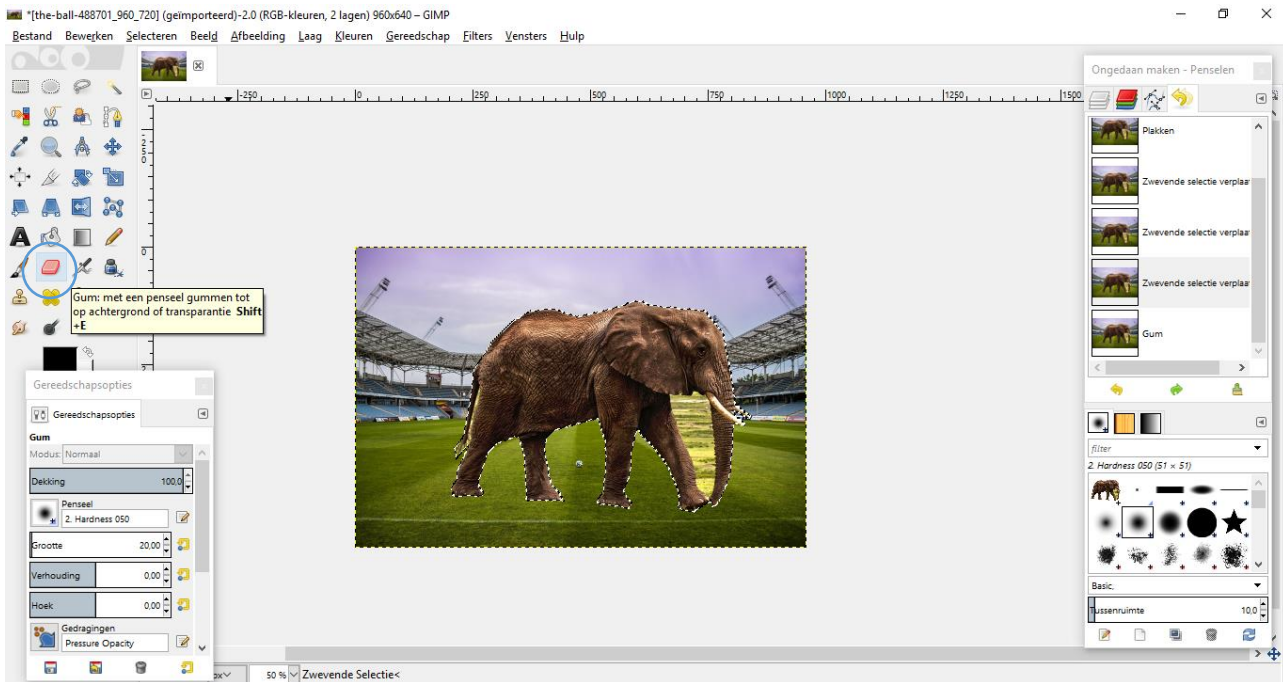 *[the-ball-488701_960_720] (geïmporteerd)-2.0 (RGB-kleuren, 2 lagen) 960x640 – GIMP
Bestand Bewerken Selecteren Beeld Afbeelding Laag Kleuren Gereedschap Filters Vensters Hulp
-250 0 250 500 750 1000 1250 1500
250
0
2
Gum: met een penseel gummen tot
op achtergrond of transparantie Shift
+E
Gereedschapsopties
Gereedschapsopties
Gum
Modus: Normaal
Dekking 100,0
Penseel
2. Hardness 050
Grootte 20,00
Verhouding 0,00
Hoek 0,00
Gedragingen
Pressure Opacity
px 50 % Zwevende Selectie<
Ongedaan maken - Penselen
Plakken
Zwevende selectie verplaat
Zwevende selectie verplaat
Zwevende selectie verplaat
Gum
filter
2. Hardness 050 (51 × 51)
Basic,
Tussenruimte 10,0